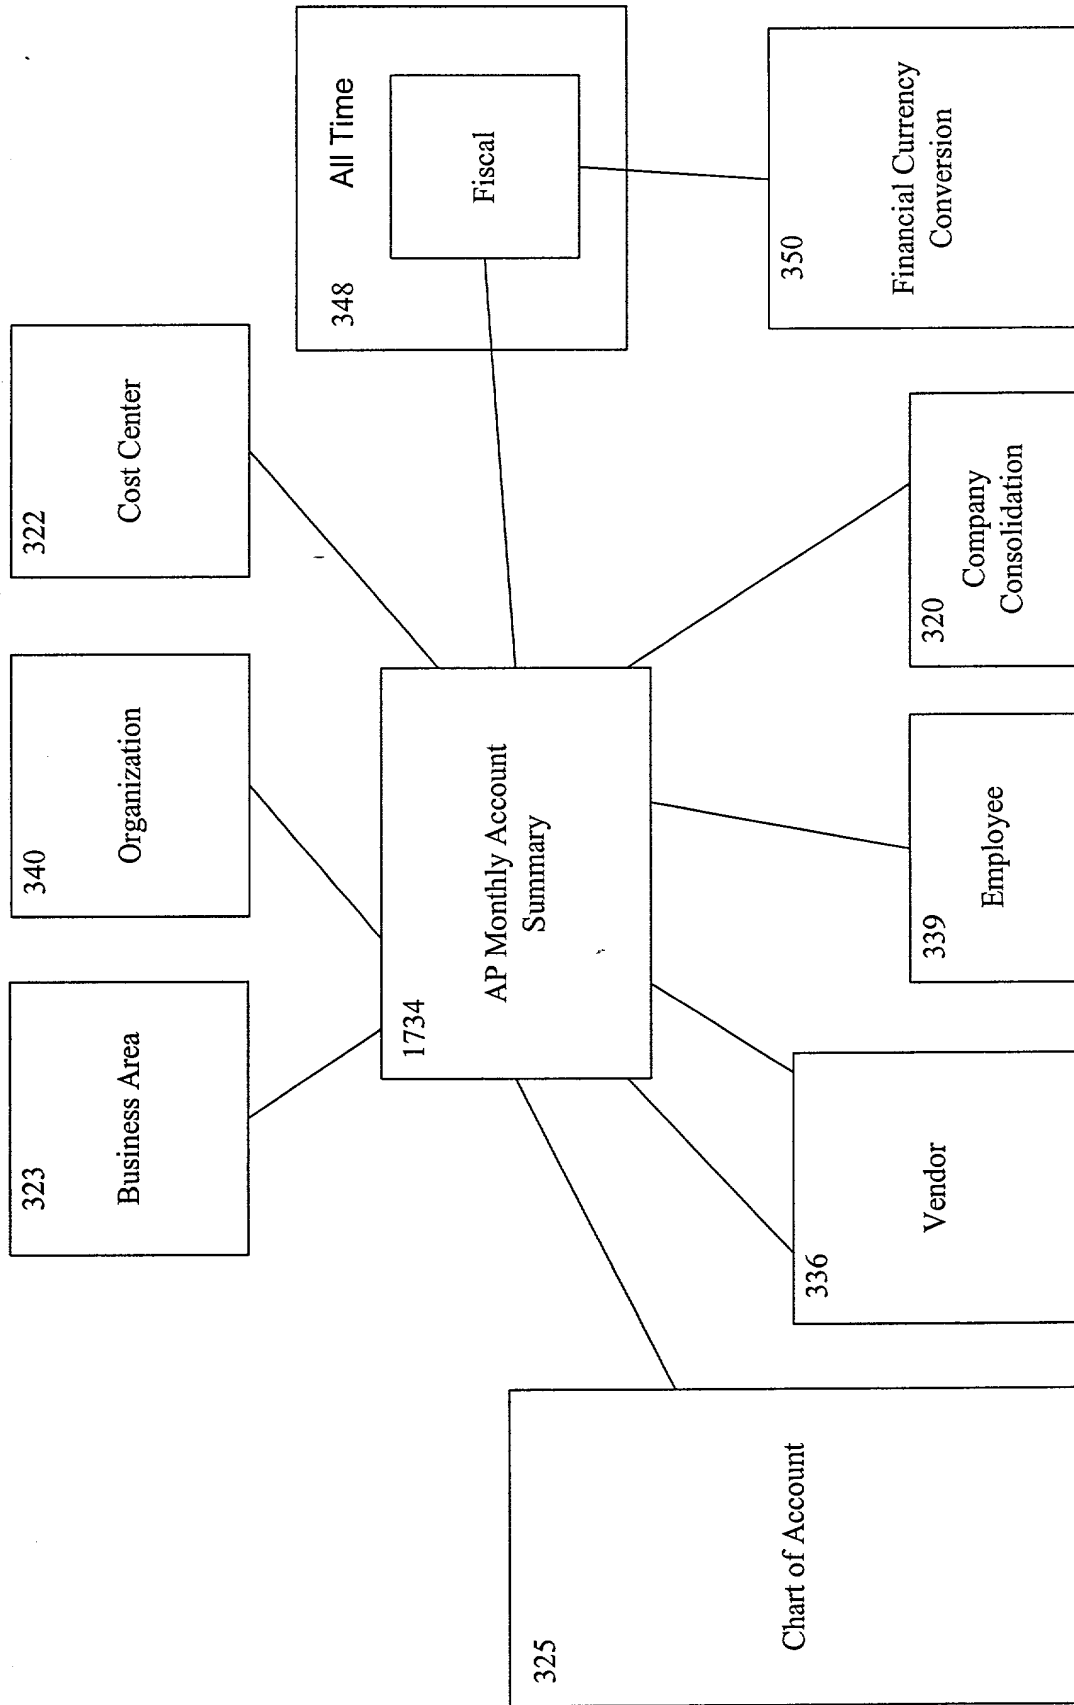 323
Business Area
340
Organization
322
Cost Center
1734
AP Monthly Account
Summary
348
All Time
Fiscal
325
Chart of Account
336
Vendor
339
Employee
320
Company
Consolidation
350
Financial Currency
Conversion